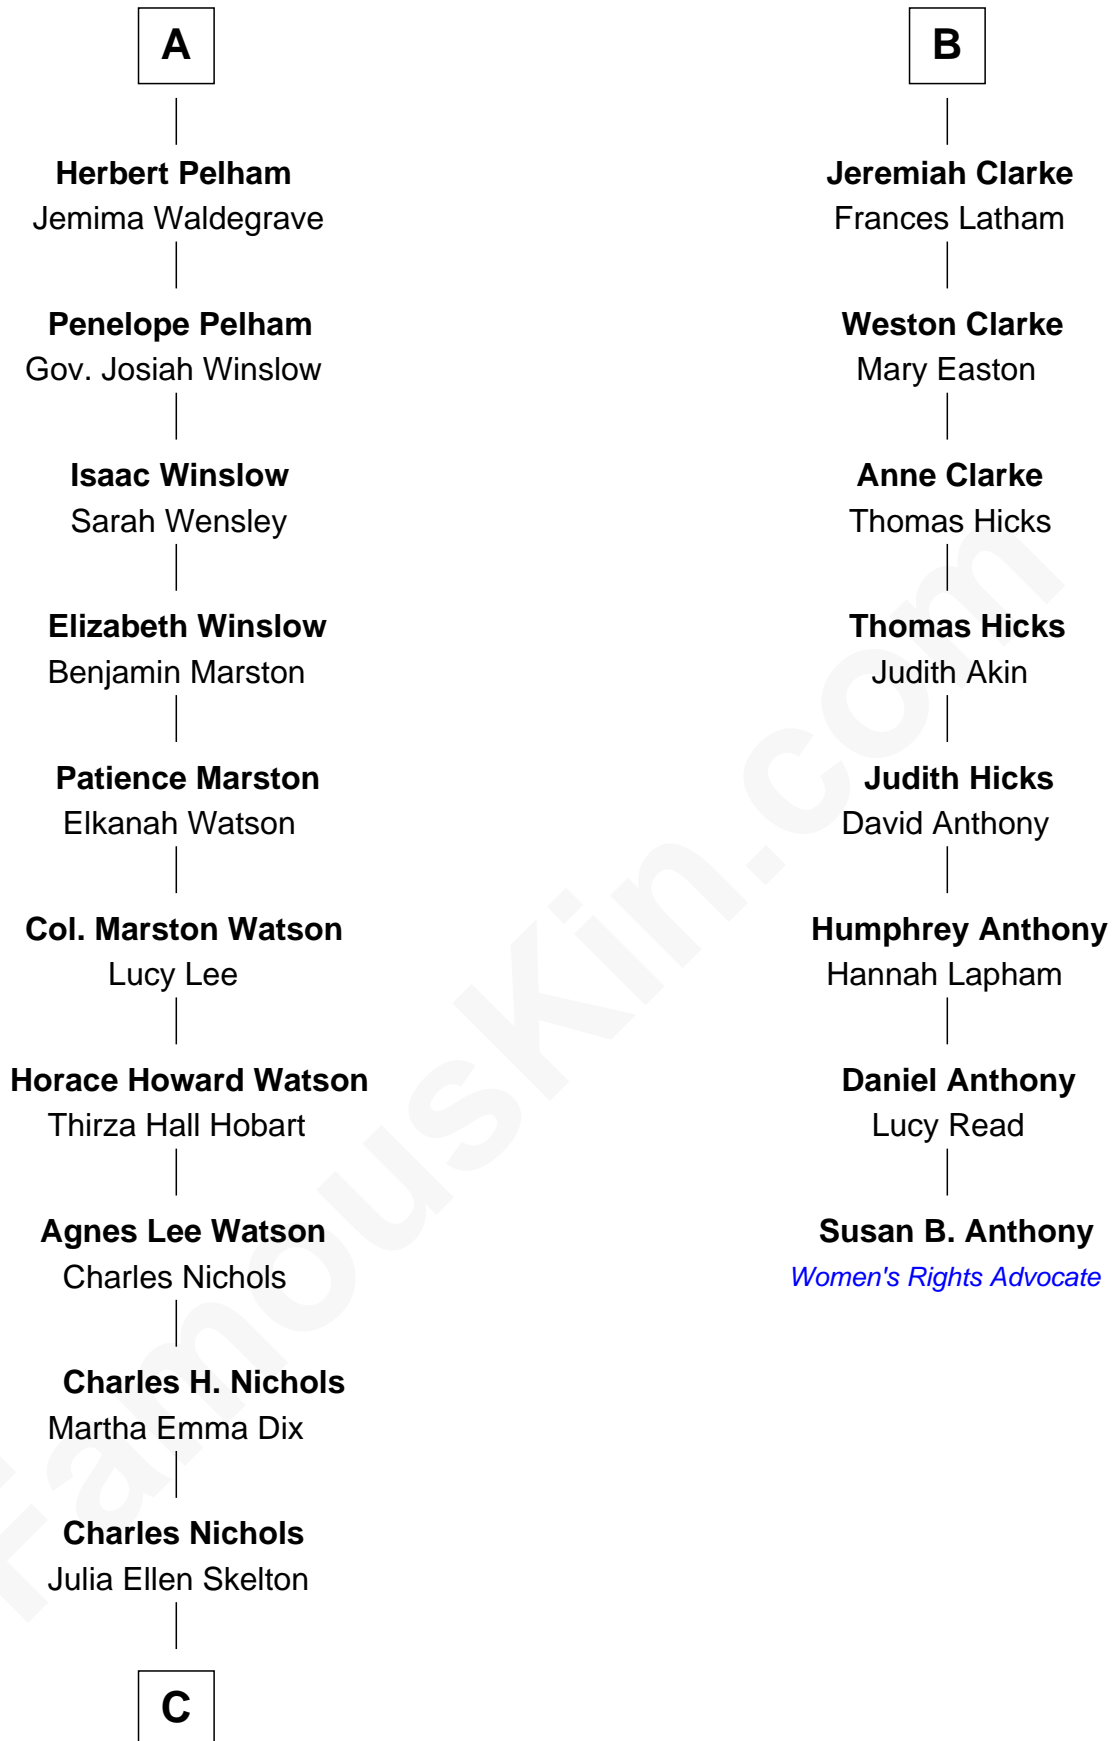 A
Herbert Pelham
Jemima Waldegrave
Penelope Pelham
Gov. Josiah Winslow
Isaac Winslow
Sarah Wensley
Elizabeth Winslow
Benjamin Marston
Patience Marston
Elkanah Watson
Col. Marston Watson
Lucy Lee
Horace Howard Watson
Thirza Hall Hobart
Agnes Lee Watson
Charles Nichols
Charles H. Nichols
Martha Emma Dix
Charles Nichols
Julia Ellen Skelton
C
B
Jeremiah Clarke
Frances Latham
Weston Clarke
Mary Easton
Anne Clarke
Thomas Hicks
Thomas Hicks
Judith Akin
Judith Hicks
David Anthony
Humphrey Anthony
Hannah Lapham
Daniel Anthony
Lucy Read
Susan B. Anthony
Women's Rights Advocate
FamousKin.com